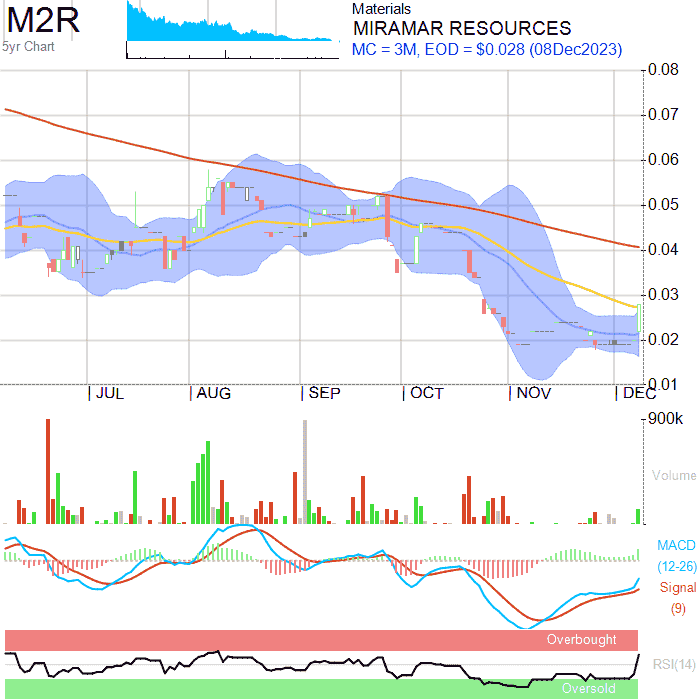 M2R
5yr Chart
Materials
MIRAMAR RESOURCES
MC = 3M, EOD = $0.028 (08Dec2023)
0.08
0.07
0.06
0.05
0.04
0.03
0.02
0.01
JUL AUG SEP OCT NOV DEC
900k
Volume
MACD
(12-26)
Signal
(9)
Overbought
RSI(14)
Oversold